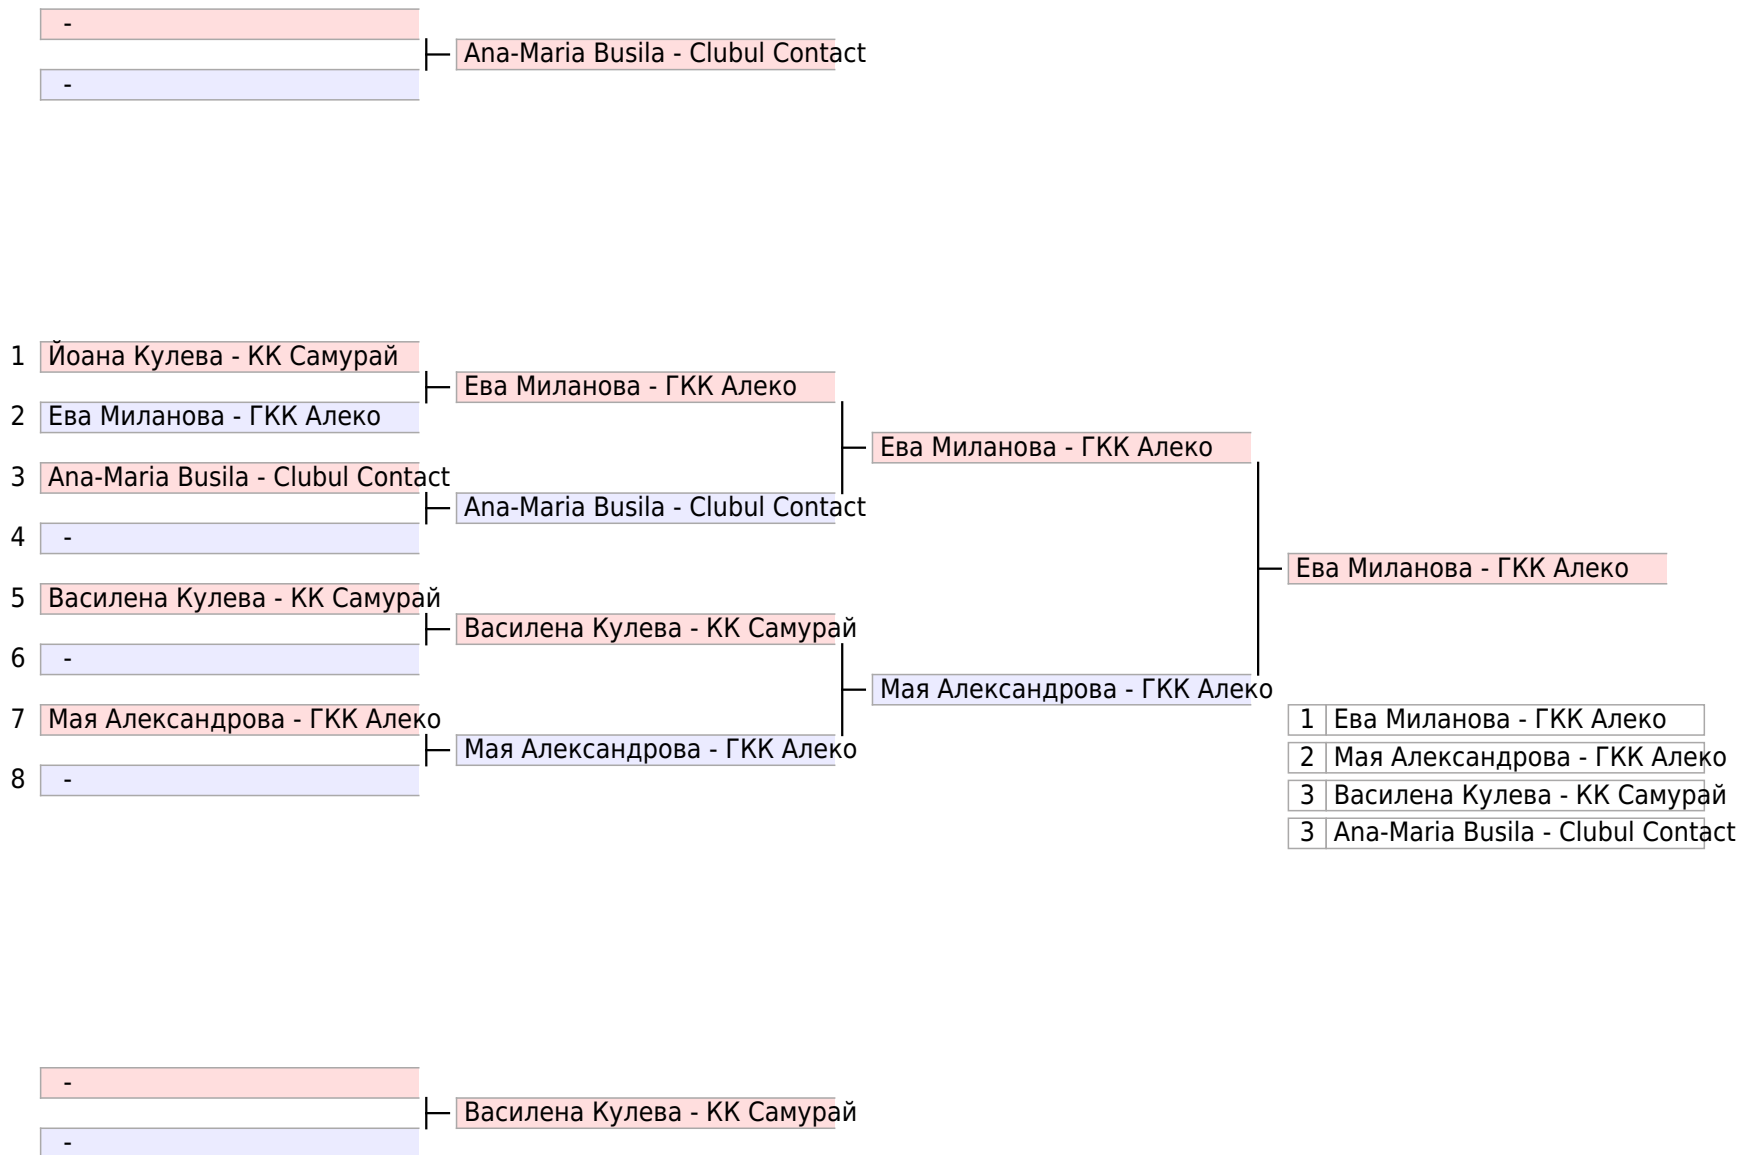 -
Ana-Maria Busila - Clubul Contact
-
1 Йоана Кулева - КК Самурай
Ева Миланова - ГКК Алеко
2 Ева Миланова - ГКК Алеко
Ева Миланова - ГКК Алеко
3 Ana-Maria Busila - Clubul Contact
Ana-Maria Busila - Clubul Contact
4 -
Ева Миланова - ГКК Алеко
5 Василена Кулева - КК Самурай
Василена Кулева - КК Самурай
6 -
Мая Александрова - ГКК Алеко
7 Мая Александрова - ГКК Алеко
Мая Александрова - ГКК Алеко
8 -
1 Ева Миланова - ГКК Алеко
2 Мая Александрова - ГКК Алеко
3 Василена Кулева - КК Самурай
3 Ana-Maria Busila - Clubul Contact
-
Василена Кулева - КК Самурай
-